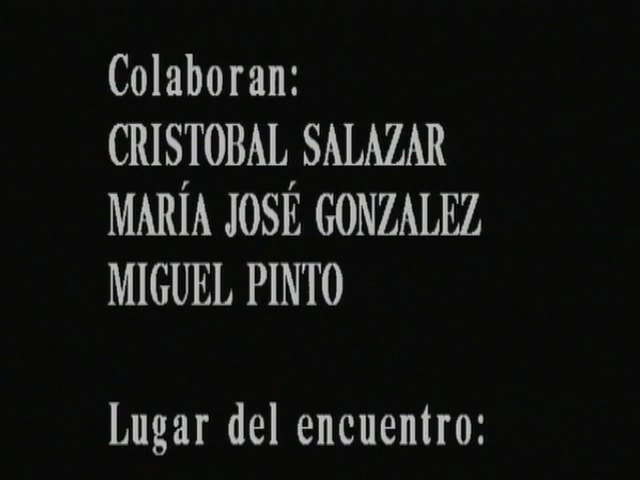 Colaboran:
CRISTOBAL SALAZAR
MARÍA JOSÉ GONZALEZ
MIGUEL PINTO
Lugar del encuentro: